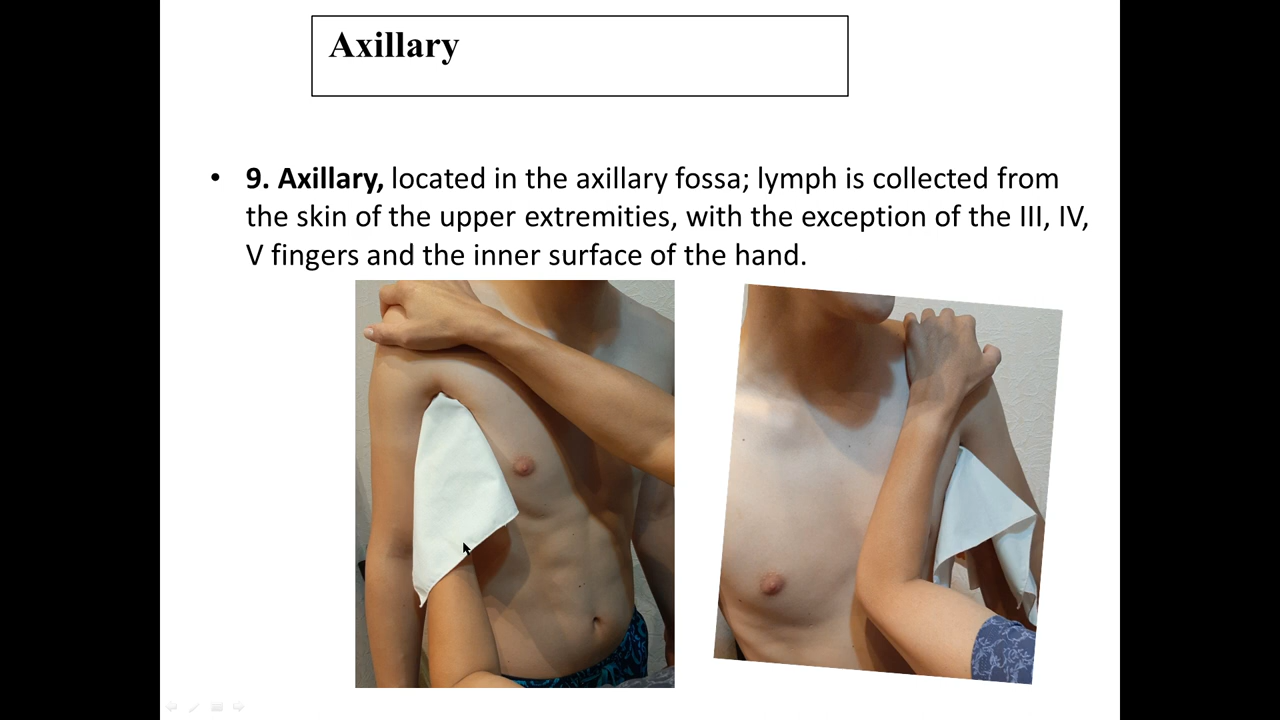 Axillary
• 9. Axillary, located in the axillary fossa; lymph is collected from
the skin of the upper extremities, with the exception of the III, IV,
V fingers and the inner surface of the hand.